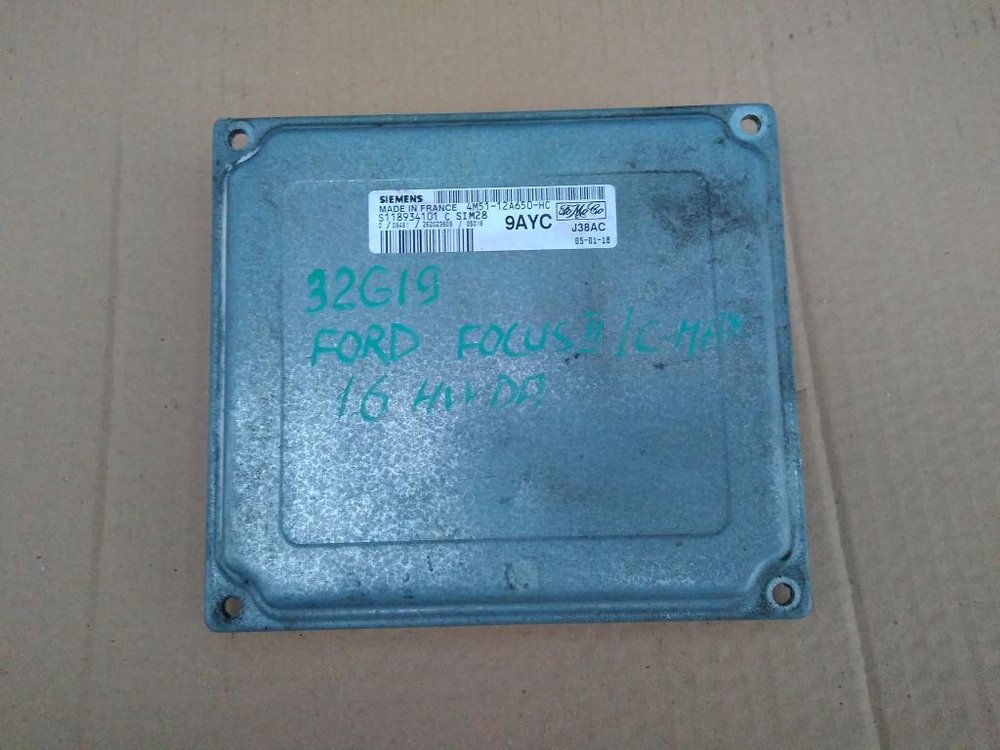 SIEMENS
MADE IN FRANCE 4M51-12A650-HC
S118934101 C SIM28
9AYC
FoMoCo
J38AC
05-01-18
32G19
FORD FOCUS II / C-MAX
1.6